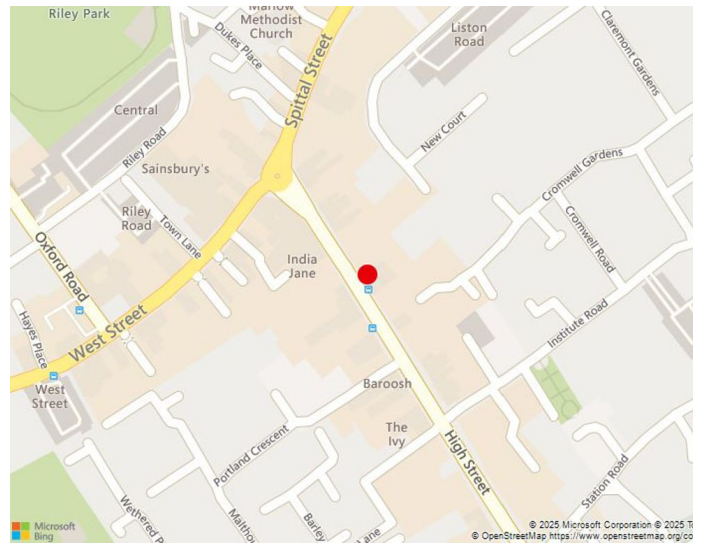 Riley Park
Marlow
Methodist
Church
Dukes Place
Spittal Street
Liston
Road
Claremont Gardens
Central
Riley Road
Sainsbury's
New Court
Cromwell Gardens
Riley
Road
Town Lane
Oxford Road
India
Jane
Cromwell Road
Hayes Place
West Street
Institute Road
West
Street
Baroosh
The
Ivy
Portland Crescent
High Street
Station Road
Barley
Lane
Microsoft
Bing
© 2025 Microsoft Corporation © 2025
© OpenStreetMap https://www.openstreetmap.org/co